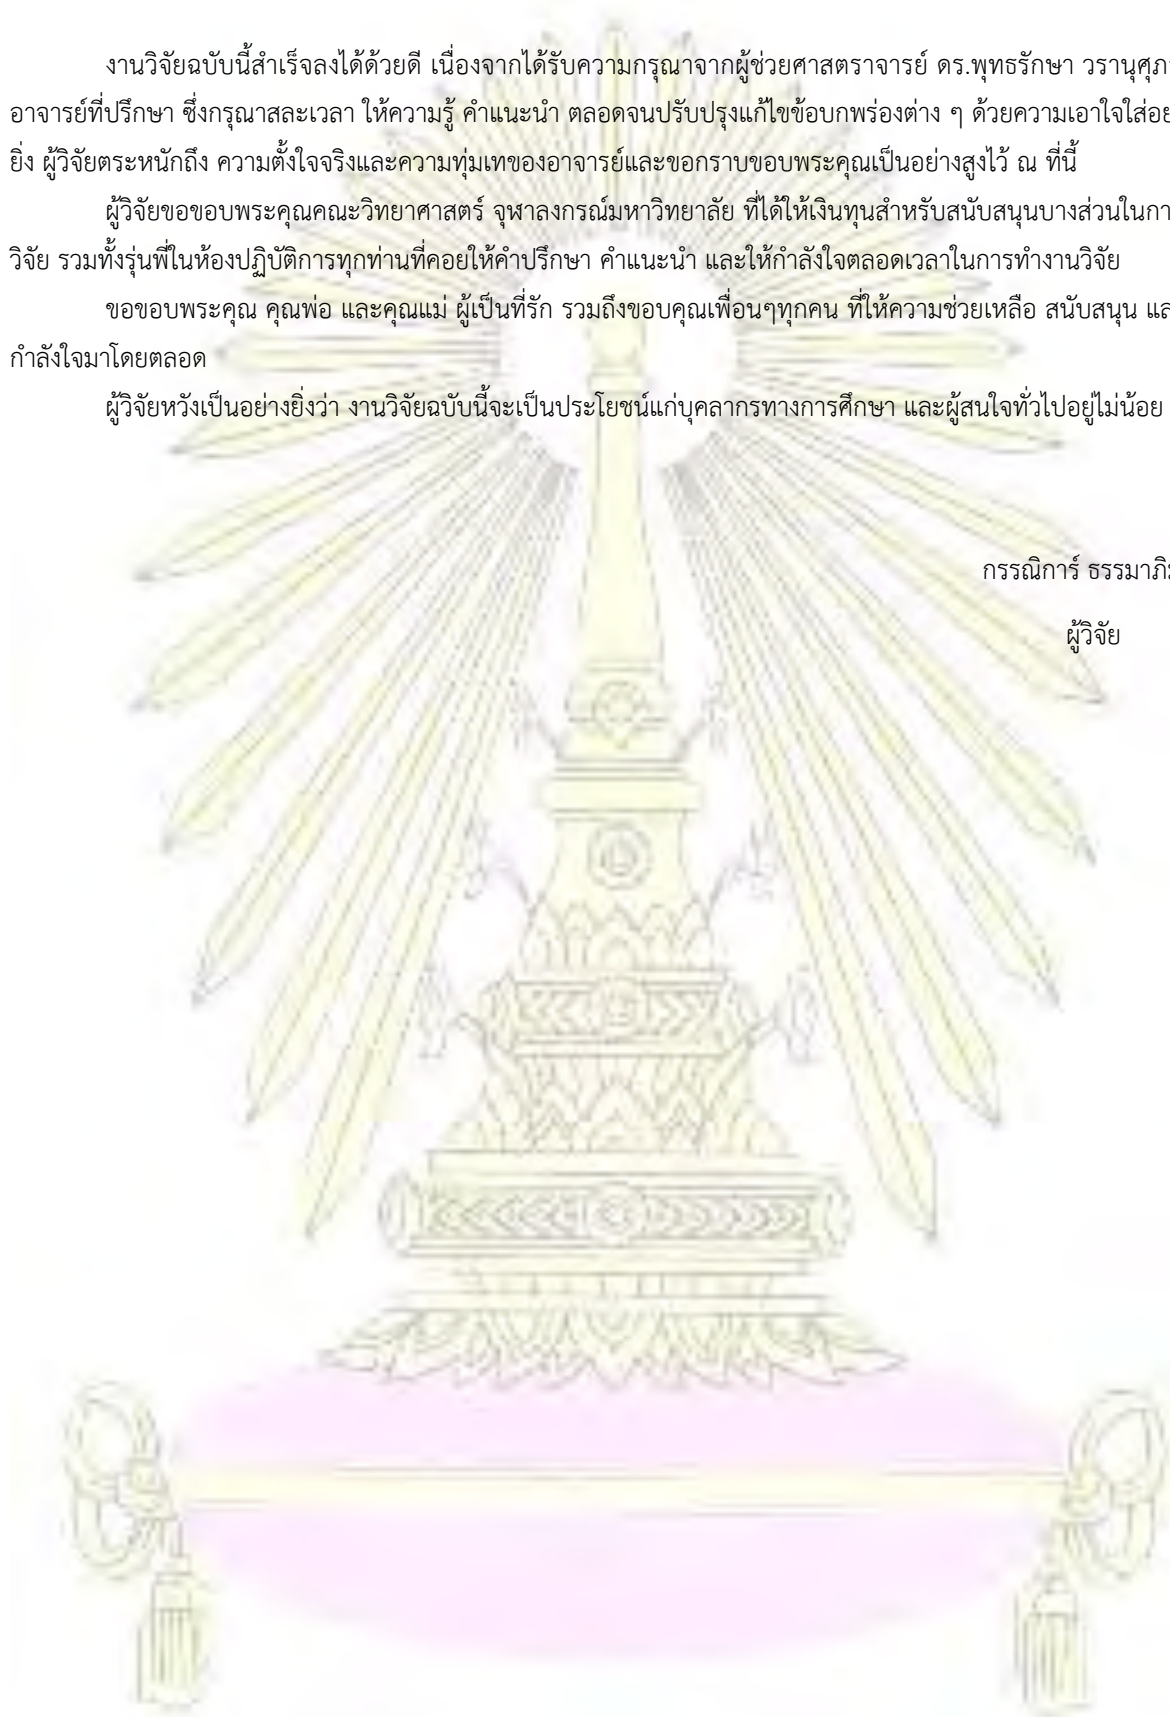 งานวิจัยฉบับนี้สำเร็จลงได้ด้วยดี เนื่องจากได้รับความกรุณาจากผู้ช่วยศาสตราจารย์ ดร.พุทธรักษา วรานุศุภ
อาจารย์ที่ปรึกษา ซึ่งกรุณาสละเวลา ให้ความรู้ คำแนะนำ ตลอดจนปรับปรุงแก้ไขข้อบกพร่องต่าง ๆ ด้วยความเอาใจใส่อย
ยิ่ง ผู้วิจัยตระหนักถึง ความตั้งใจจริงและความทุ่มเทของอาจารย์และขอกราบขอบพระคุณเป็นอย่างสูงไว้ ณ ที่นี้
ผู้วิจัยขอขอบพระคุณคณะวิทยาศาสตร์ จุฬาลงกรณ์มหาวิทยาลัย ที่ได้ให้เงินทุนสำหรับสนับสนุนบางส่วนในกา
วิจัย รวมทั้งรุ่นพี่ในห้องปฏิบัติการทุกท่านที่คอยให้คำปรึกษา คำแนะนำ และให้กำลังใจตลอดเวลาในการทำงานวิจัย
ขอขอบพระคุณ คุณพ่อ และคุณแม่ ผู้เป็นที่รัก รวมถึงขอบคุณเพื่อนๆทุกคน ที่ให้ความช่วยเหลือ สนับสนุน แล
กำลังใจมาโดยตลอด
ผู้วิจัยหวังเป็นอย่างยิ่งว่า งานวิจัยฉบับนี้จะเป็นประโยชน์แก่บุคลากรทางการศึกษา และผู้สนใจทั่วไปอยู่ไม่น้อย
กรรณิการ์ ธรรมาภิ
ผู้วิจัย